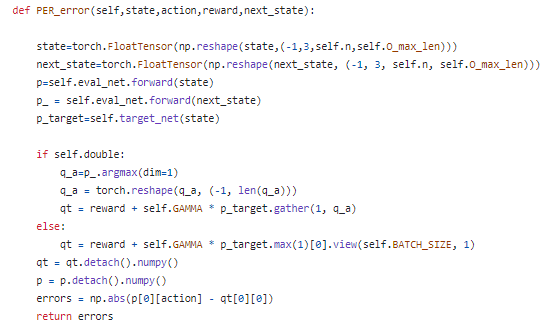 def PER_error(self,state,action,reward,next_state):
state=torch.FloatTensor(np.reshape(state,(-1,3,self.n,self.O_max_len)))
next_state=torch.FloatTensor(np.reshape(next_state, (-1, 3, self.n, self.O_max_len)))
p=self.eval_net.forward(state)
p_ = self.eval_net.forward(next_state)
p_target=self.target_net(state)
if self.double:
q_a=p_.argmax(dim=1)
q_a = torch.reshape(q_a, (-1, len(q_a)))
qt = reward + self.GAMMA * p_target.gather(1, q_a)
else:
qt = reward + self.GAMMA * p_target.max(1)[0].view(self.BATCH_SIZE, 1)
qt = qt.detach().numpy()
p = p.detach().numpy()
errors = np.abs(p[0][action] - qt[0][0])
return errors